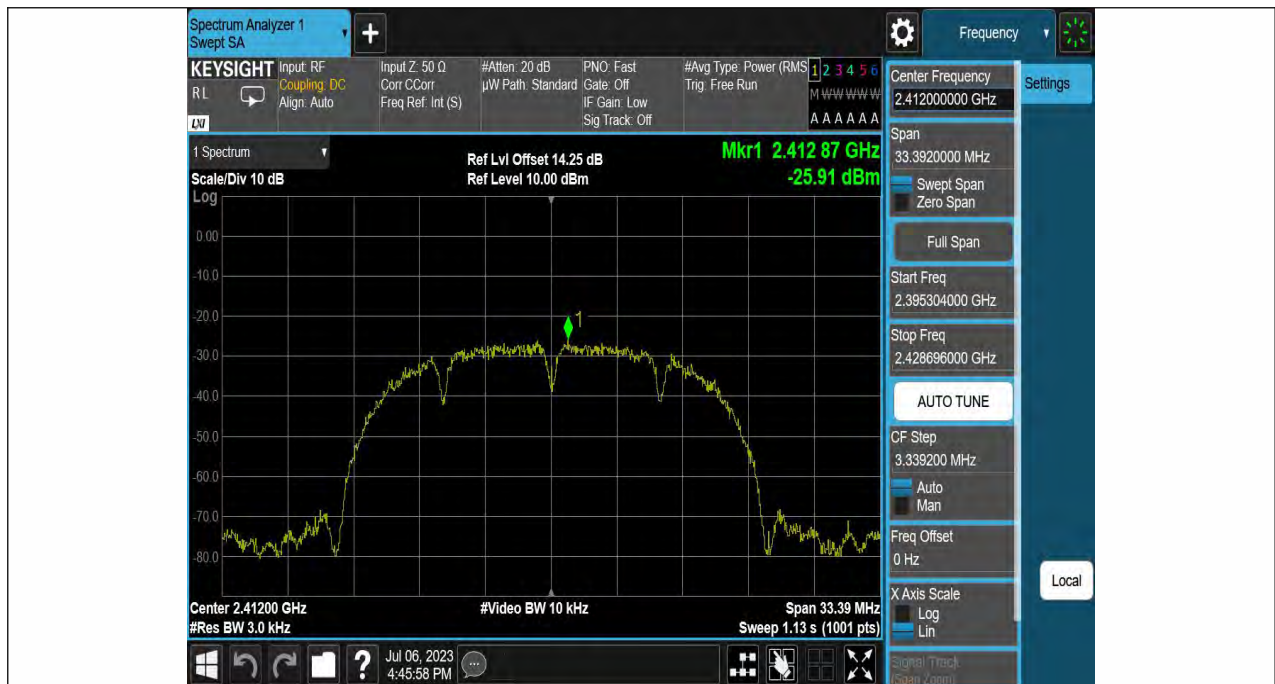 Spectrum Analyzer 1
Swept SA
Frequency
KEYSIGHT
RL
LXI
Input: RF
Coupling: DC
Align: Auto
Input Z: 50 Ω
Corr CCorr
Freq Ref: Int (S)
#Atten: 20 dB
µW Path: Standard
PNO: Fast
Gate: Off
IF Gain: Low
Sig Track: Off
#Avg Type: Power (RMS
Trig: Free Run
1 2 3 4 5 6
M W W W W W
A A A A A A
1 Spectrum
Scale/Div 10 dB
Ref Lvl Offset 14.25 dB
Ref Level 10.00 dBm
Mkr1 2.412 87 GHz
-25.91 dBm
Log
0.00
-10.0
-20.0
-30.0
-40.0
-50.0
-60.0
-70.0
-80.0
1
Center 2.41200 GHz
#Res BW 3.0 kHz
#Video BW 10 kHz
Span 33.39 MHz
Sweep 1.13 s (1001 pts)
Jul 06, 2023
4:45:58 PM
Center Frequency
2.412000000 GHz
Settings
Span
33.3920000 MHz
Swept Span
Zero Span
Full Span
Start Freq
2.395304000 GHz
Stop Freq
2.428696000 GHz
AUTO TUNE
CF Step
3.339200 MHz
Auto
Man
Freq Offset
0 Hz
X Axis Scale
Log
Lin
Local
Signal Track
(Span Zoom)